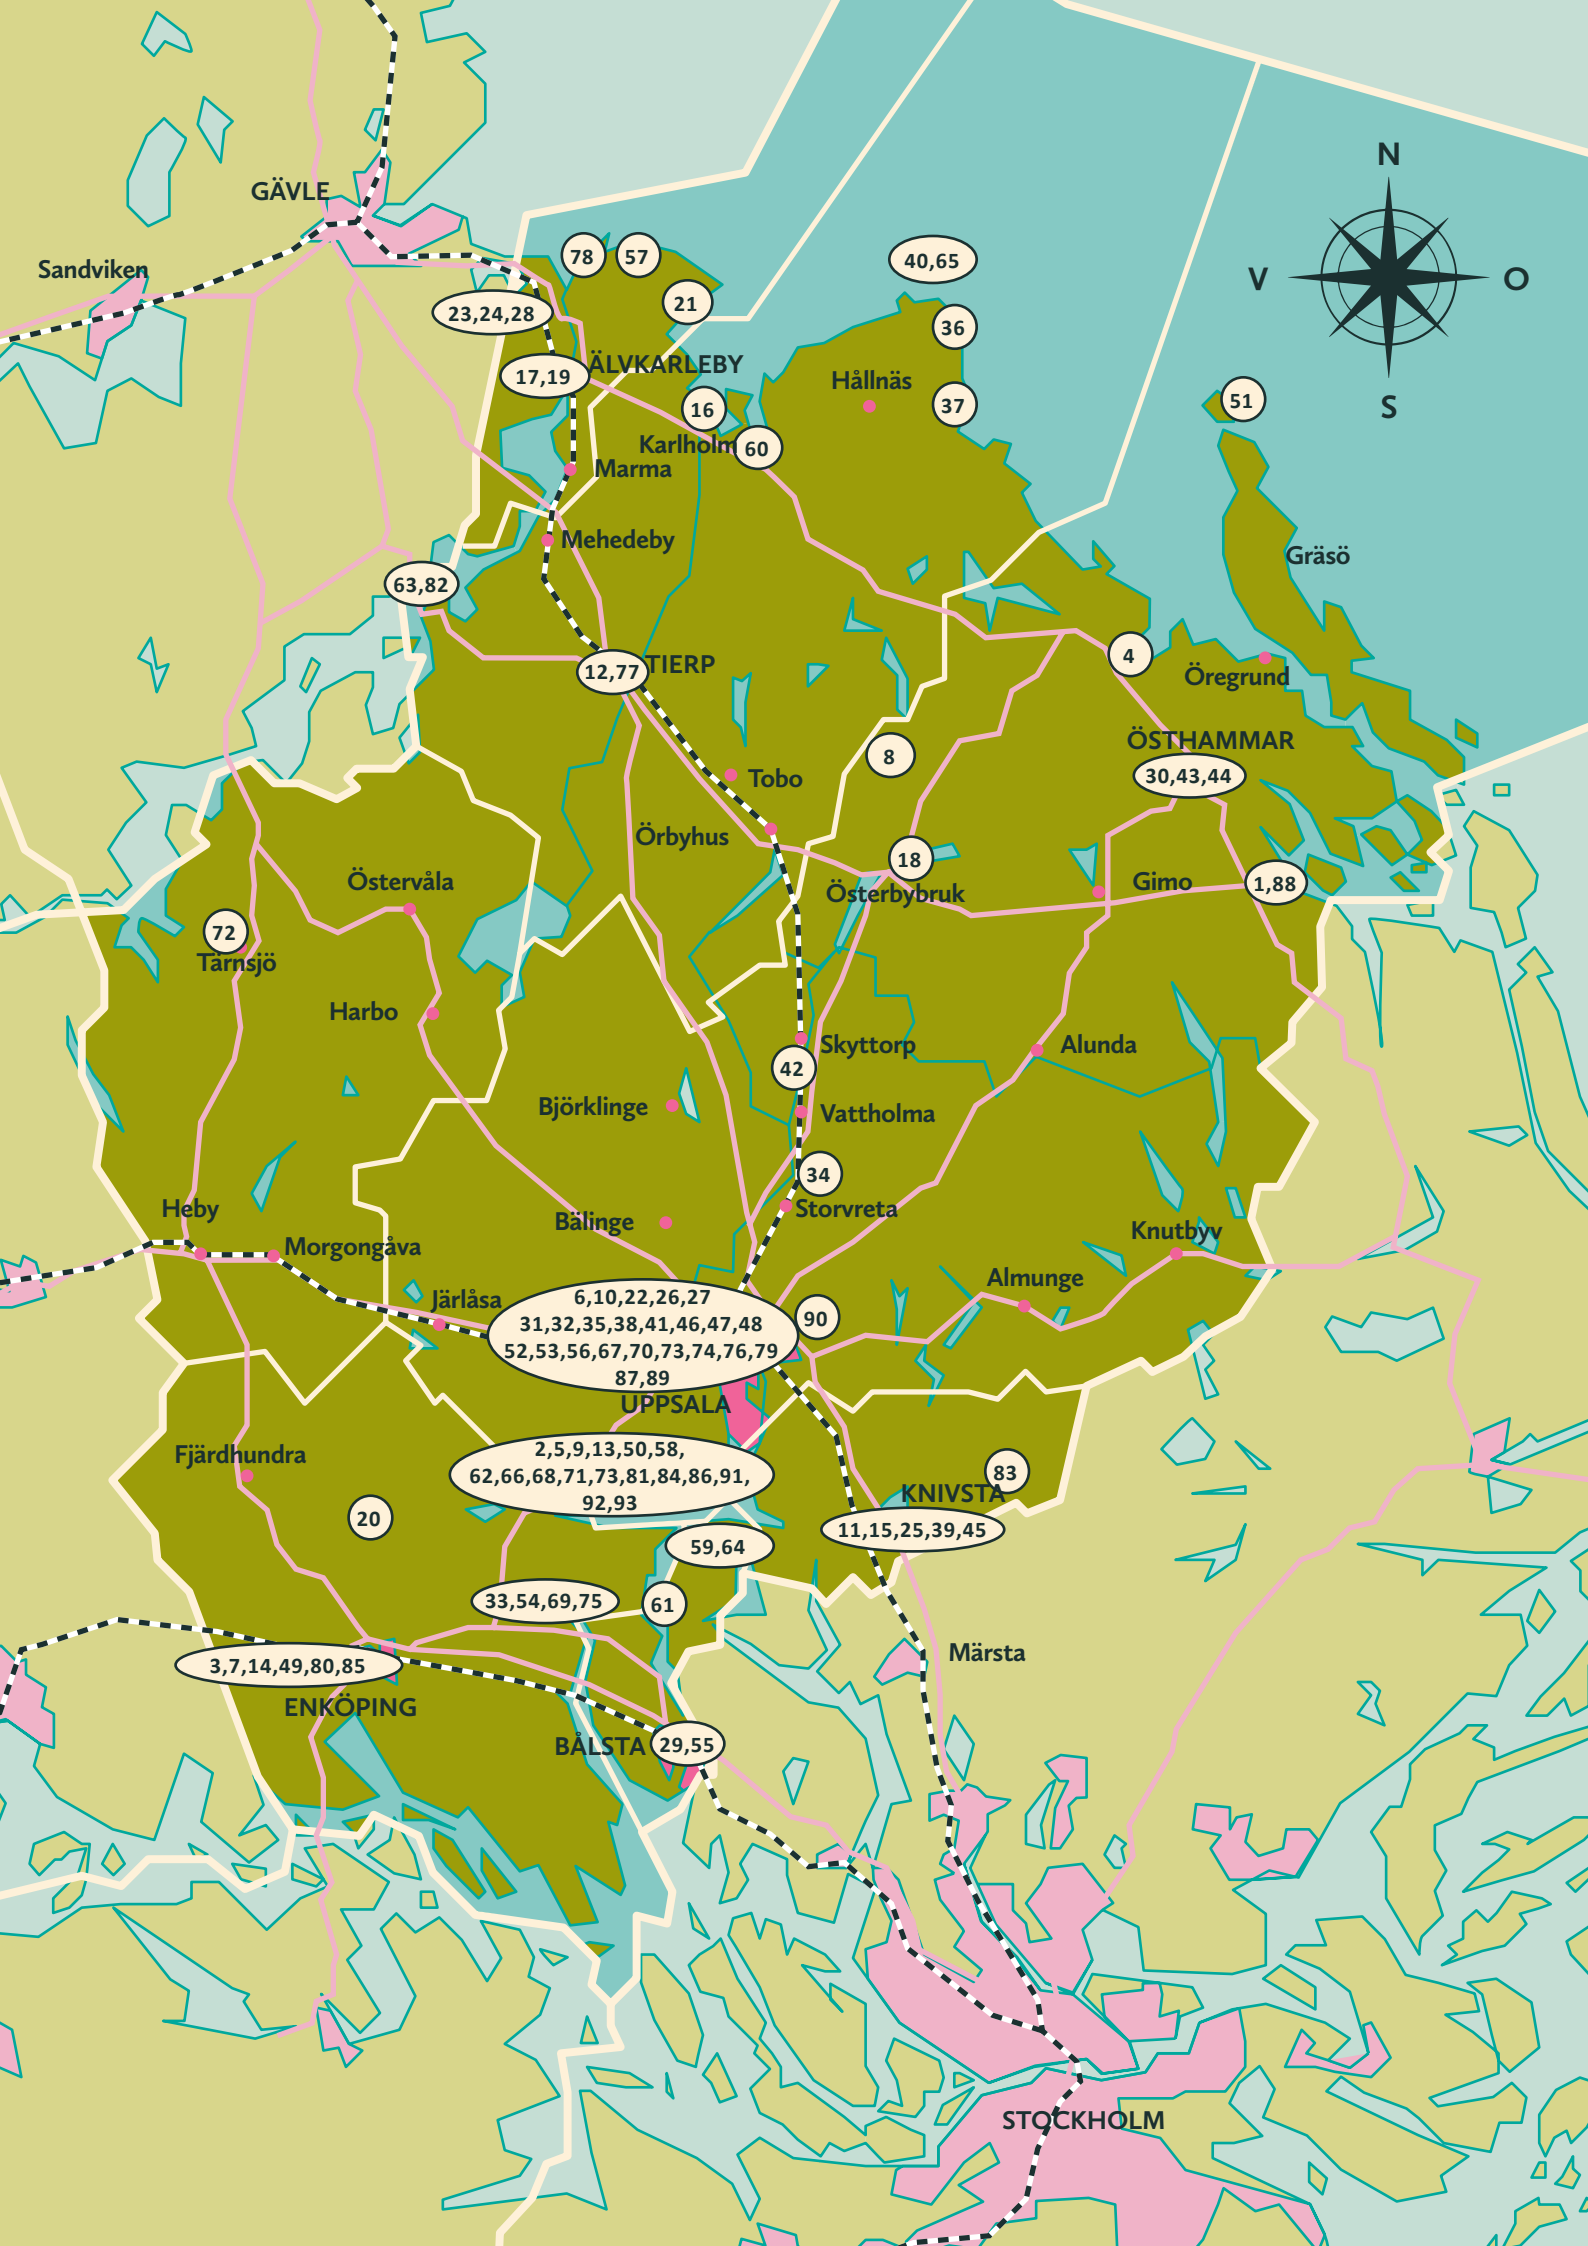 N
GÄVLE
78
57
40,65
Sandviken
V
O
21
23,24,28
36
ÄLVKARLEBY
17,19
Hållnäs
S
16
37
51
Karlholm
60
Marma
Mehedeby
Gräsö
63,82
4
TIERP
12,77
Öregrund
ÖSTHAMMAR
8
30,43,44
Tobo
Örbyhus
18
Östervåla
Österbybruk
Gimo
1,88
72
Tärnsjö
Harbo
Skyttorp
Alunda
42
Björklinge
Vattholma
34
Heby
Storvreta
Bälinge
Knutbyv
Morgongåva
Almunge
Järlåsa
6,10,22,26,27
31,32,35,38,41,46,47,48
52,53,56,67,70,73,74,76,79
87,89
90
UPPSALA
Fjärdhundra
2,5,9,13,50,58,
62,66,68,71,73,81,84,86,91,
92,93
83
KNIVSTA
20
11,15,25,39,45
59,64
33,54,69,75
61
Märsta
3,7,14,49,80,85
ENKÖPING
BÅLSTA
29,55
STOCKHOLM